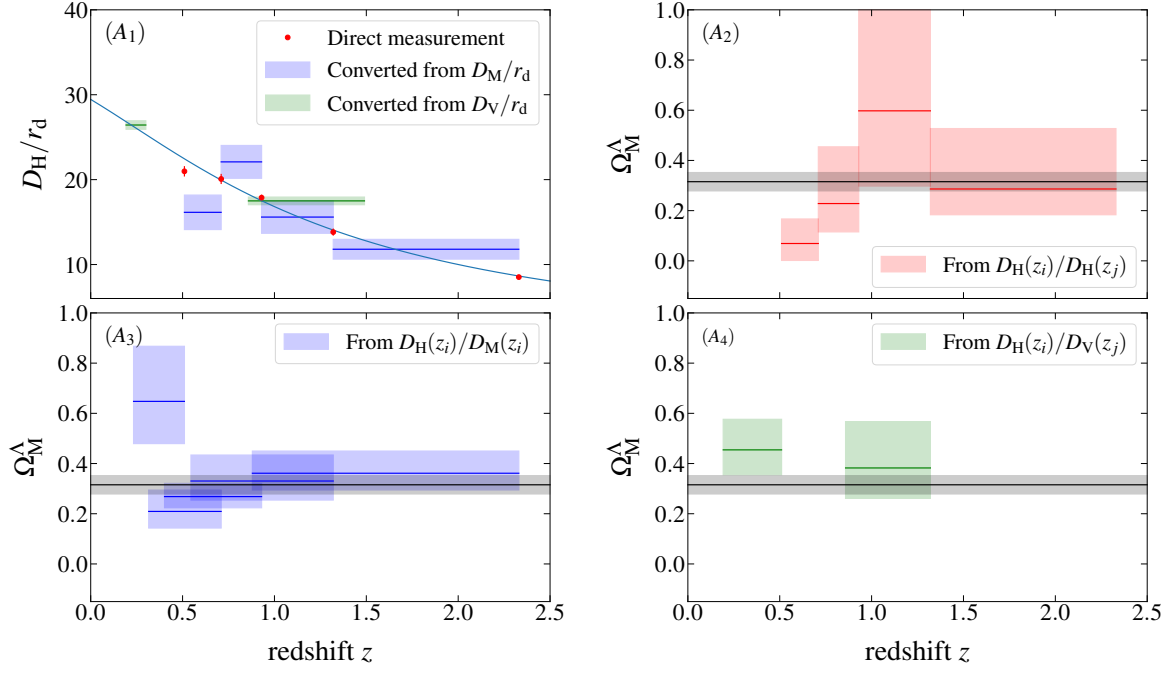 (A₁)
Direct measurement
Converted from D_M/r_d
Converted from D_V/r_d
D_H/r_d
40
30
20
10
(A₂)
From D_H(z_i)/D_H(z_j)
Ω_M^Λ
1.0
0.8
0.6
0.4
0.2
0.0
(A₃)
From D_H(z_i)/D_M(z_i)
Ω_M^Λ
1.0
0.8
0.6
0.4
0.2
0.0
0.0 0.5 1.0 1.5 2.0 2.5
redshift z
(A₄)
From D_H(z_i)/D_V(z_j)
Ω_M^Λ
1.0
0.8
0.6
0.4
0.2
0.0
0.0 0.5 1.0 1.5 2.0 2.5
redshift z